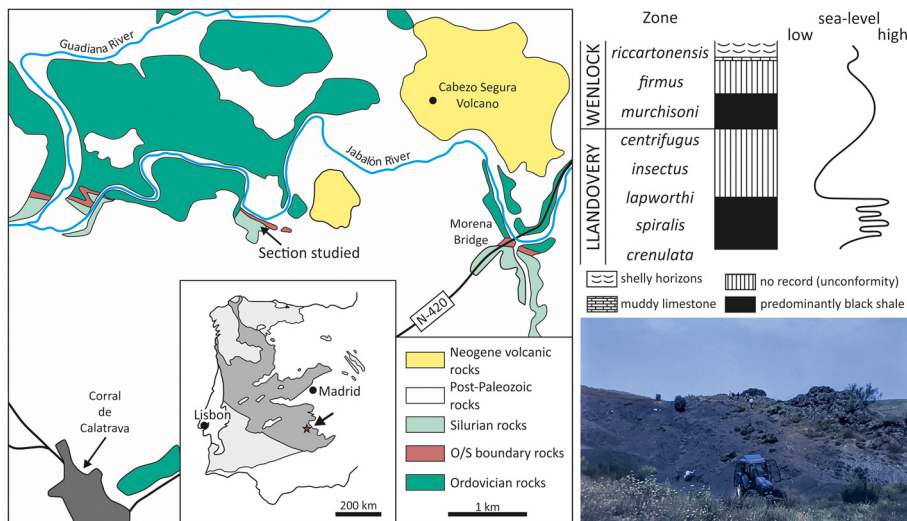 Guadiana River
Cabezo Segura
Volcano
Jabalón River
Morena
Bridge
Section studied
N-420
Corral
de
Calatrava
Madrid
Lisbon
200 km
Neogene volcanic
rocks
Post-Paleozoic
rocks
Silurian rocks
O/S boundary rocks
Ordovician rocks
1 km
Zone
sea-level
low
high
WENLOCK
riccartonensis
firmus
murchisoni
LLANDOVERY
centrifugus
insectus
lapworthi
spiralis
crenulata
shelly horizons
no record (unconformity)
muddy limestone
predominantly black shale